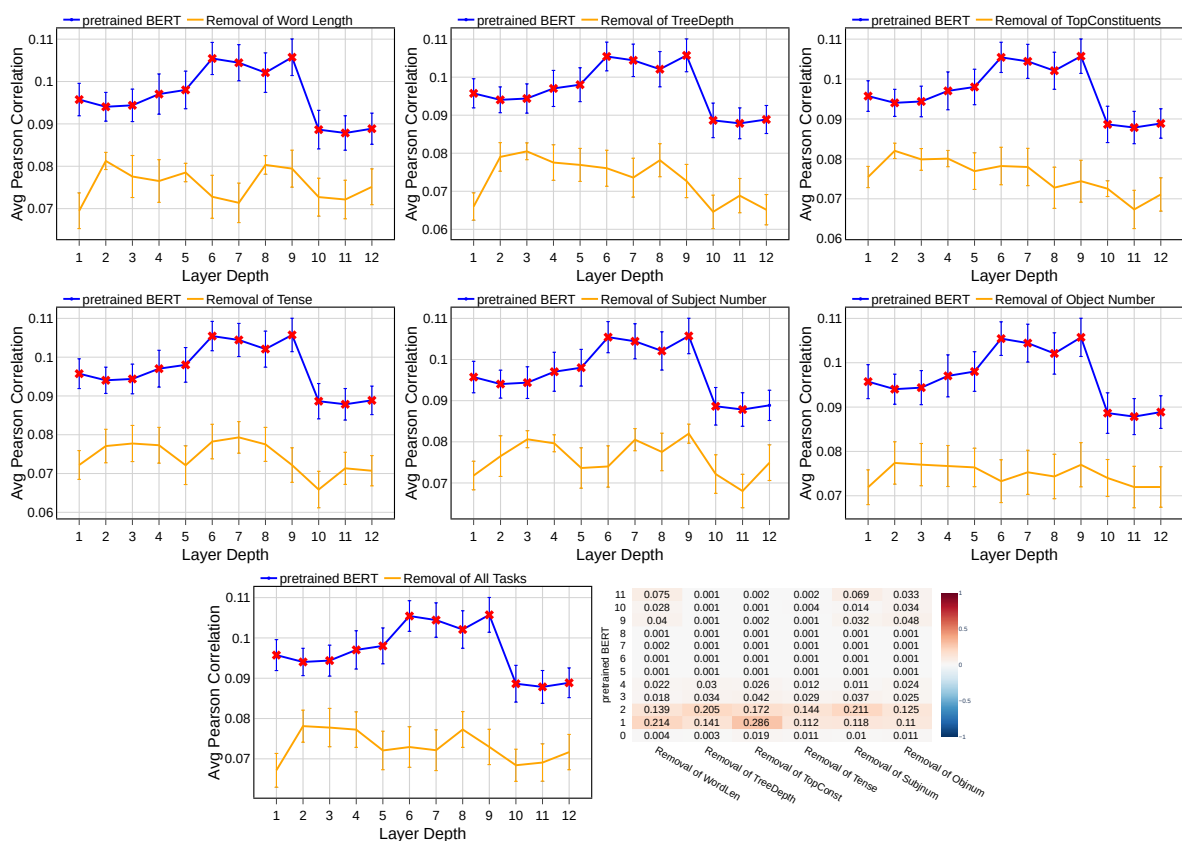 pretrained BERT Removal of Word Length
Avg Pearson Correlation
0.11
0.1
0.09
0.08
0.07
1 2 3 4 5 6 7 8 9 10 11 12
Layer Depth
pretrained BERT Removal of TreeDepth
Avg Pearson Correlation
0.11
0.1
0.09
0.08
0.07
0.06
1 2 3 4 5 6 7 8 9 10 11 12
Layer Depth
pretrained BERT Removal of TopConstituents
Avg Pearson Correlation
0.11
0.1
0.09
0.08
0.07
0.06
1 2 3 4 5 6 7 8 9 10 11 12
Layer Depth
pretrained BERT Removal of Tense
Avg Pearson Correlation
0.11
0.1
0.09
0.08
0.07
0.06
1 2 3 4 5 6 7 8 9 10 11 12
Layer Depth
pretrained BERT Removal of Subject Number
Avg Pearson Correlation
0.11
0.1
0.09
0.08
0.07
1 2 3 4 5 6 7 8 9 10 11 12
Layer Depth
pretrained BERT Removal of Object Number
Avg Pearson Correlation
0.11
0.1
0.09
0.08
0.07
1 2 3 4 5 6 7 8 9 10 11 12
Layer Depth
pretrained BERT Removal of All Tasks
Avg Pearson Correlation
0.11
0.1
0.09
0.08
0.07
1 2 3 4 5 6 7 8 9 10 11 12
Layer Depth
pretrained BERT
11 0.075 0.001 0.002 0.002 0.069 0.033
10 0.028 0.001 0.001 0.004 0.014 0.034
9 0.04 0.001 0.002 0.001 0.032 0.048
8 0.001 0.001 0.001 0.001 0.001 0.001
7 0.002 0.001 0.001 0.001 0.001 0.001
6 0.001 0.001 0.001 0.001 0.001 0.001
5 0.001 0.001 0.001 0.001 0.001 0.001
4 0.022 0.03 0.026 0.012 0.011 0.024
3 0.018 0.034 0.042 0.029 0.037 0.025
2 0.139 0.205 0.172 0.144 0.211 0.125
1 0.214 0.141 0.286 0.112 0.118 0.11
0 0.004 0.003 0.019 0.011 0.01 0.011
Removal of WordLen
Removal of TreeDepth
Removal of TopConst
Removal of Tense
Removal of Subjnum
Removal of Objnum
1
0.5
0
−0.5
−1